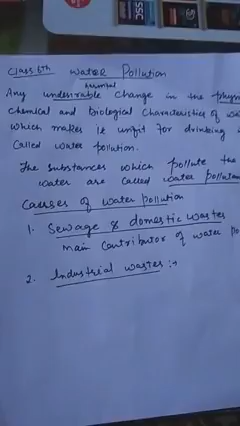 Class 6th Water Pollution
harmful
Any undesirable change in the
chemical and biological characteristics of
which makes it unfit for drinking
called water pollution.
The substances which pollute the
water are called water
Causes of water pollution
1. Sewage & domestic wastes
main contributor of water
2. Industrial wastes :→